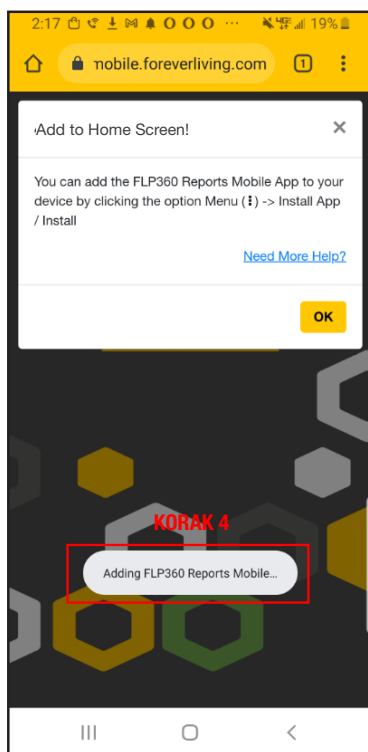 2:17 19%
mobile.foreverliving.com 1
Add to Home Screen! ×
You can add the FLP360 Reports Mobile App to your
device by clicking the option Menu (⋮) -> Install App
/ Install
Need More Help?
OK
KORAK 4
Adding FLP360 Reports Mobile...